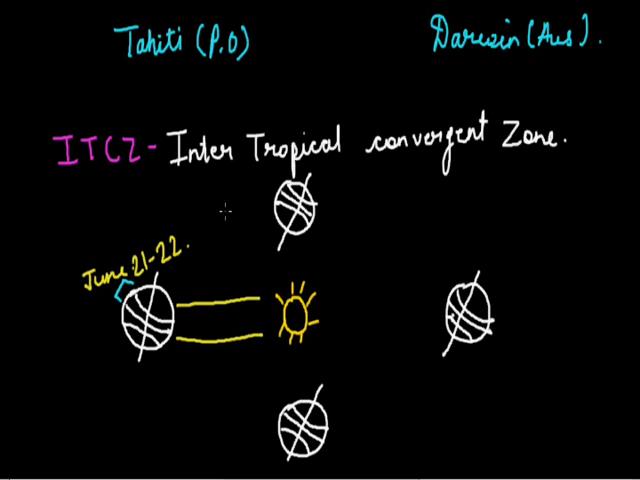 Tahiti (P.O)
Darwin (Aus).
ITCZ - Inter Tropical convergent Zone.
June 21-22.